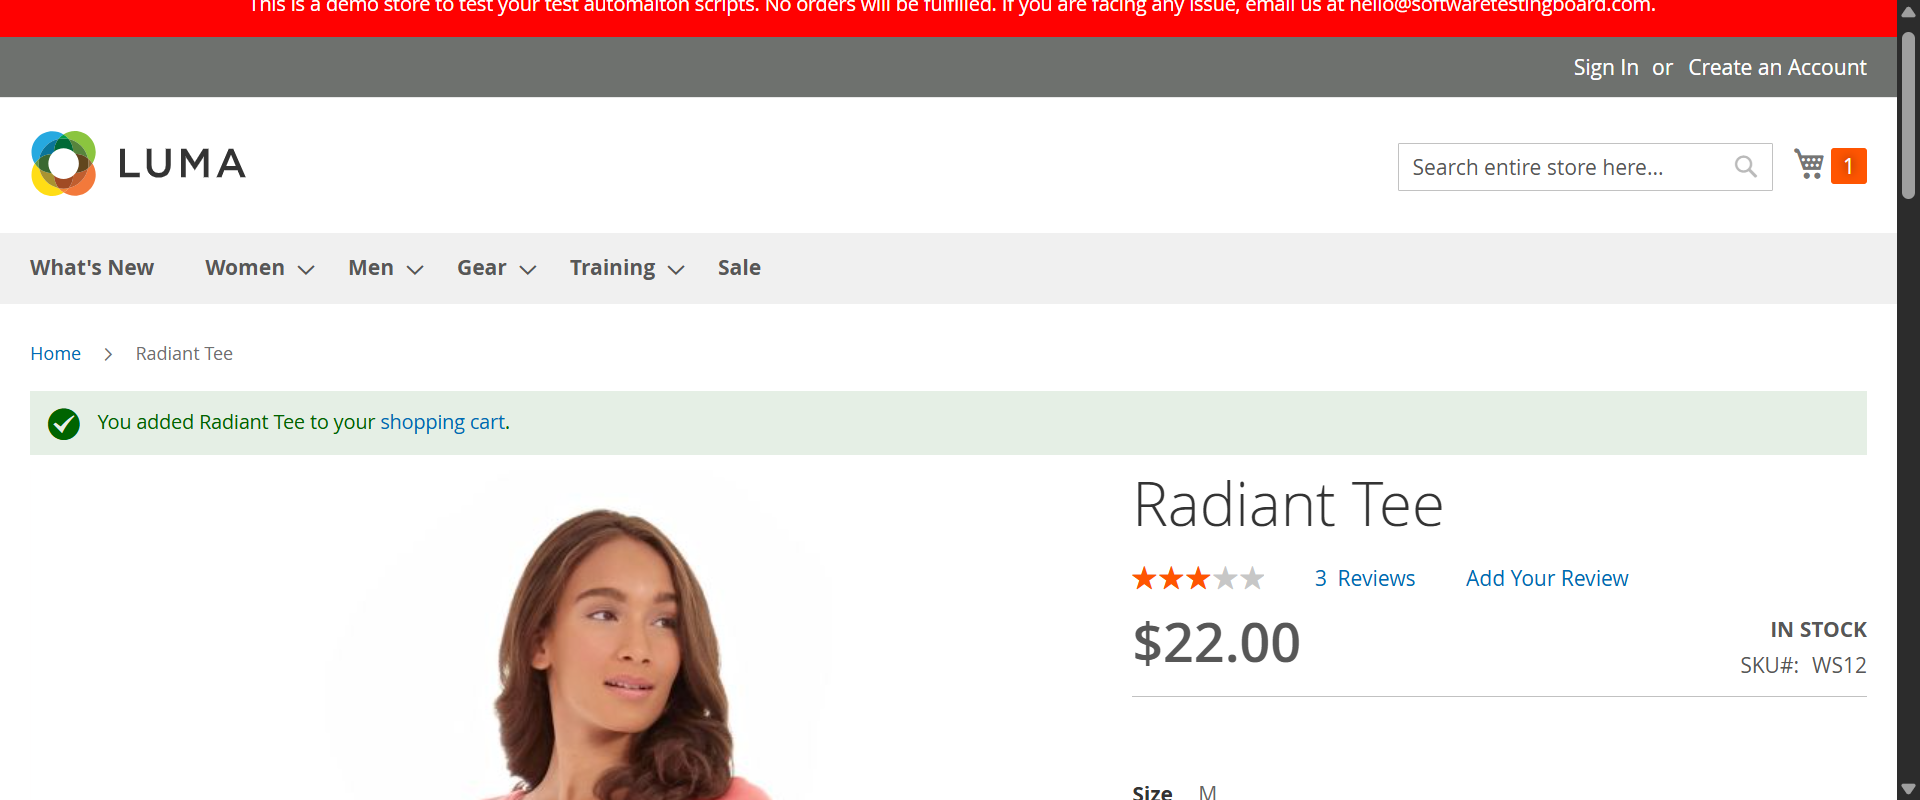 This is a demo store to test your test automaiton scripts. No orders will be fulfilled. If you are facing any issue, email us at hello@softwaretestingboard.com.
Sign In or Create an Account
LUMA
Search entire store here...
1
What's New Women Men Gear Training Sale
Home Radiant Tee
You added Radiant Tee to your shopping cart.
Radiant Tee
3 Reviews Add Your Review
$22.00
IN STOCK
SKU#: WS12
Size M